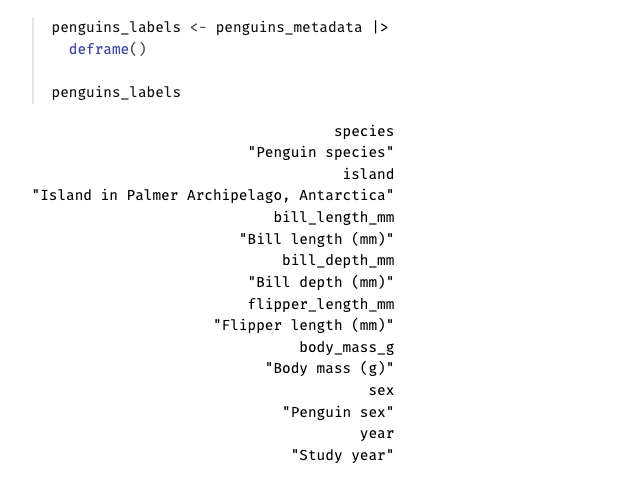 penguins_labels <- penguins_metadata |>
deframe()
penguins_labels
species
"Penguin species"
island
"Island in Palmer Archipelago, Antarctica"
bill_length_mm
"Bill length (mm)"
bill_depth_mm
"Bill depth (mm)"
flipper_length_mm
"Flipper length (mm)"
body_mass_g
"Body mass (g)"
sex
"Penguin sex"
year
"Study year"